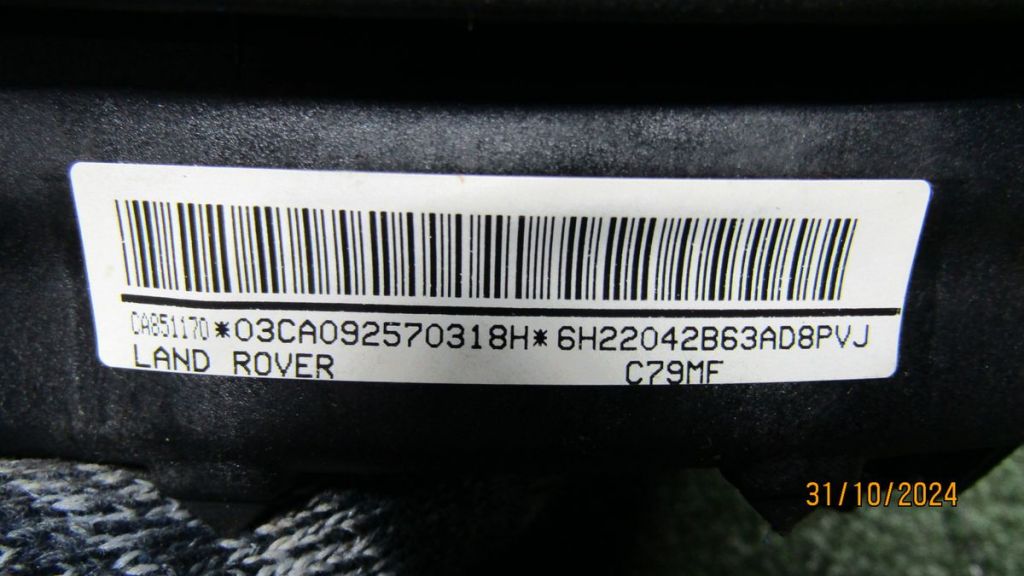 CA851170*03CA092570318H*6H22042B63AD8PVJ
LAND ROVER C79MF
31/10/2024